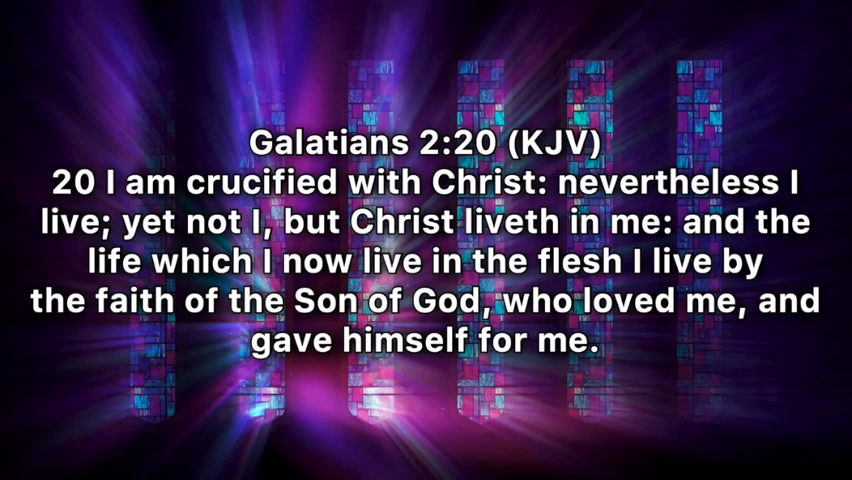 Galatians 2:20 (KJV)
20 I am crucified with Christ: nevertheless I
live; yet not I, but Christ liveth in me: and the
life which I now live in the flesh I live by
the faith of the Son of God, who loved me, and
gave himself for me.